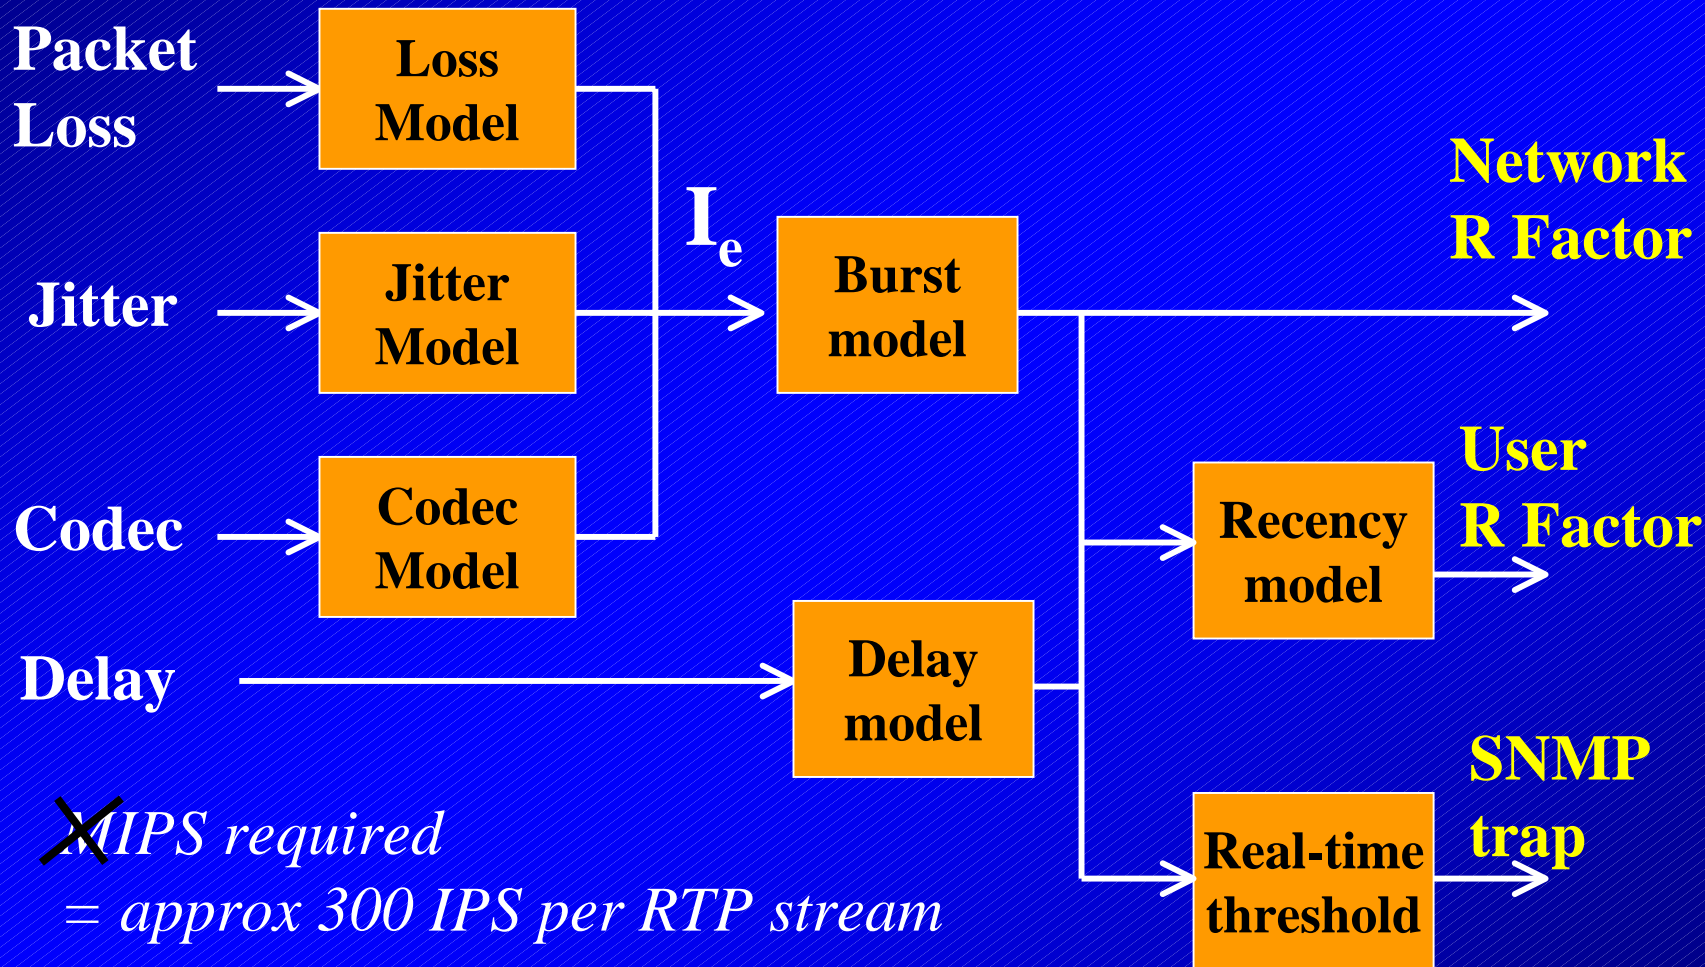 Packet
Loss
Loss
Model
Network
R Factor
Ie
Jitter
Jitter
Model
Burst
model
User
R Factor
Codec
Codec
Model
Recency
model
Delay
Delay
model
SNMP
trap
MIPS required
= approx 300 IPS per RTP stream
Real-time
threshold